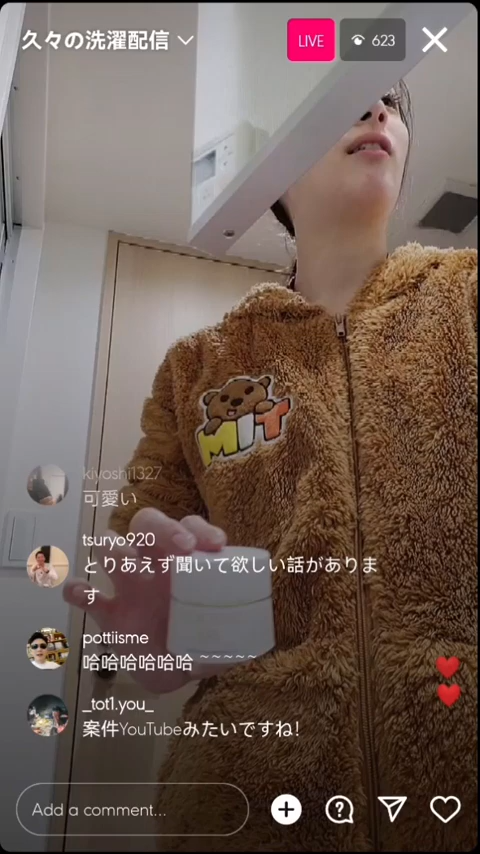 久々の洗濯配信
LIVE
623
MIT
kiyoshi1327
可愛い
tsuryo920
とりあえず聞いて欲しい話がありま
す
pottiisme
哈哈哈哈哈哈 ~~~~~
_tot1.you_
案件YouTubeみたいですね!
Add a comment...